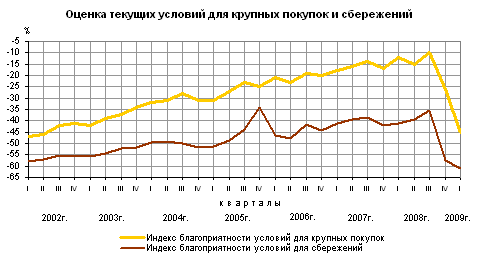 Оценка текущих условий для крупных покупок и сбережений
%
-5
-10
-15
-20
-25
-30
-35
-40
-45
-50
-55
-60
-65
I II III IV I II III IV I II III IV I II III IV I II III IV I II III IV I II III IV I
к в а р т а л ы
2002г. 2003г. 2004г. 2005г. 2006г. 2007г. 2008г. 2009г.
Индекс благоприятности условий для крупных покупок
Индекс благоприятности условий для сбережений